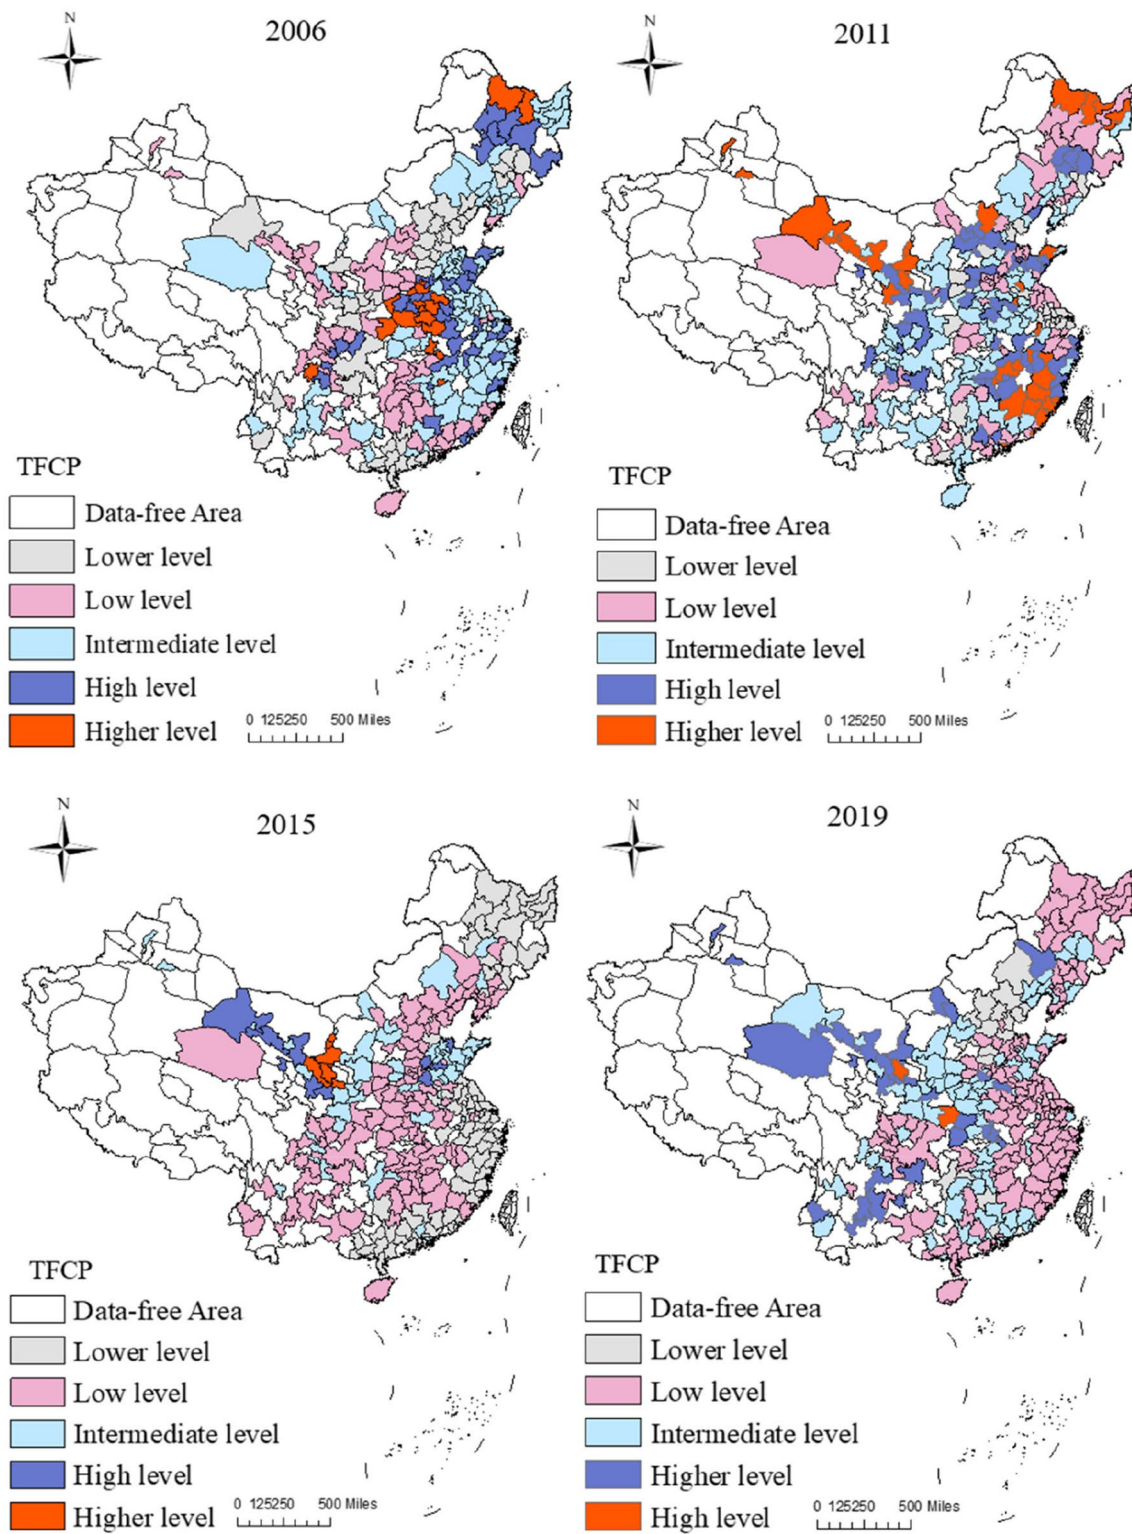 N
2006
TFCP
Data-free Area
Lower level
Low level
Intermediate level
High level
Higher level
0 125250 500 Miles
N
2011
TFCP
Data-free Area
Lower level
Low level
Intermediate level
High level
Higher level
0 125250 500 Miles
N
2015
TFCP
Data-free Area
Lower level
Low level
Intermediate level
High level
Higher level
0 125250 500 Miles
N
2019
TFCP
Data-free Area
Lower level
Low level
Intermediate level
Higher level
High level
0 125250 500 Miles